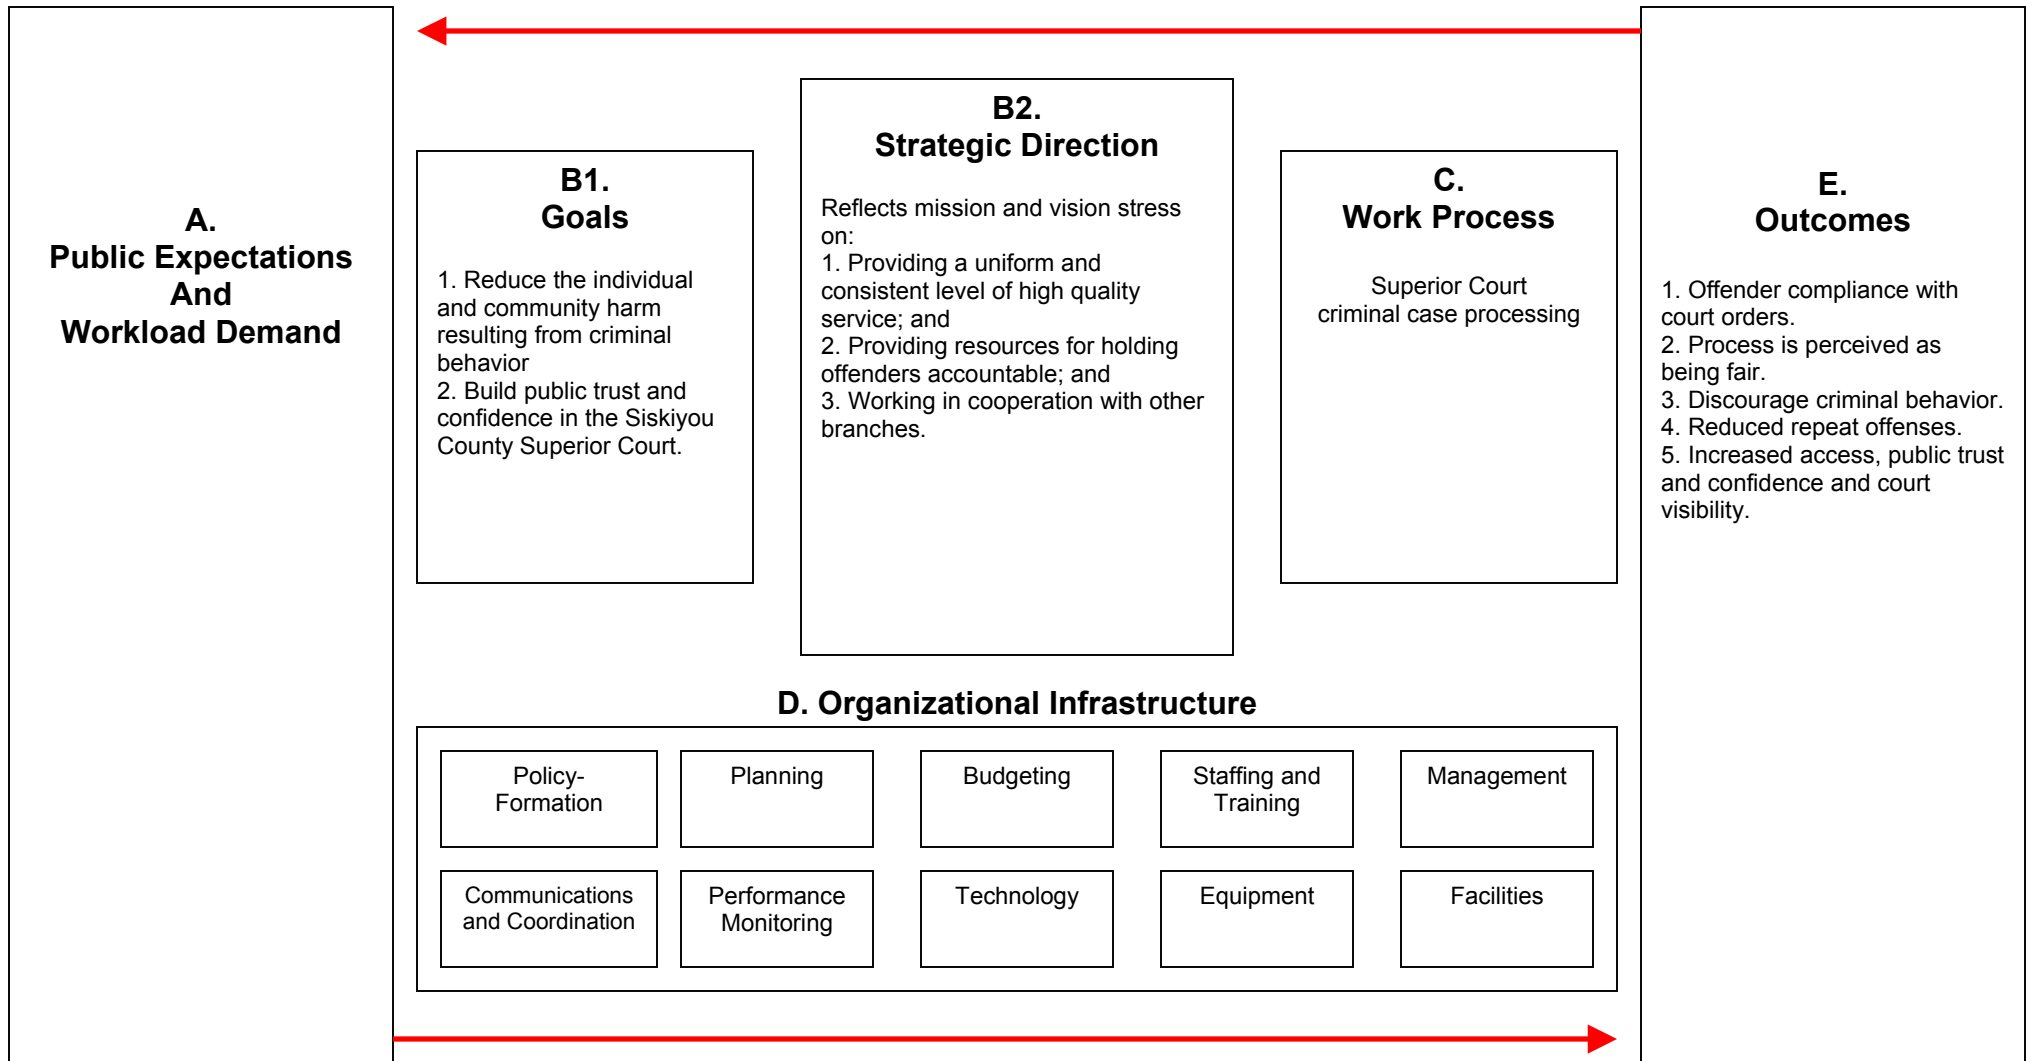 A.
Public Expectations
And
Workload Demand
B1.
Goals
1. Reduce the individual
and community harm
resulting from criminal
behavior
2. Build public trust and
confidence in the Siskiyou
County Superior Court.
B2.
Strategic Direction
Reflects mission and vision stress
on:
1. Providing a uniform and
consistent level of high quality
service; and
2. Providing resources for holding
offenders accountable; and
3. Working in cooperation with other
branches.
C.
Work Process
Superior Court
criminal case processing
E.
Outcomes
1. Offender compliance with
court orders.
2. Process is perceived as
being fair.
3. Discourage criminal behavior.
4. Reduced repeat offenses.
5. Increased access, public trust
and confidence and court
visibility.
D. Organizational Infrastructure
Policy-
Formation
Planning
Budgeting
Staffing and
Training
Management
Communications
and Coordination
Performance
Monitoring
Technology
Equipment
Facilities